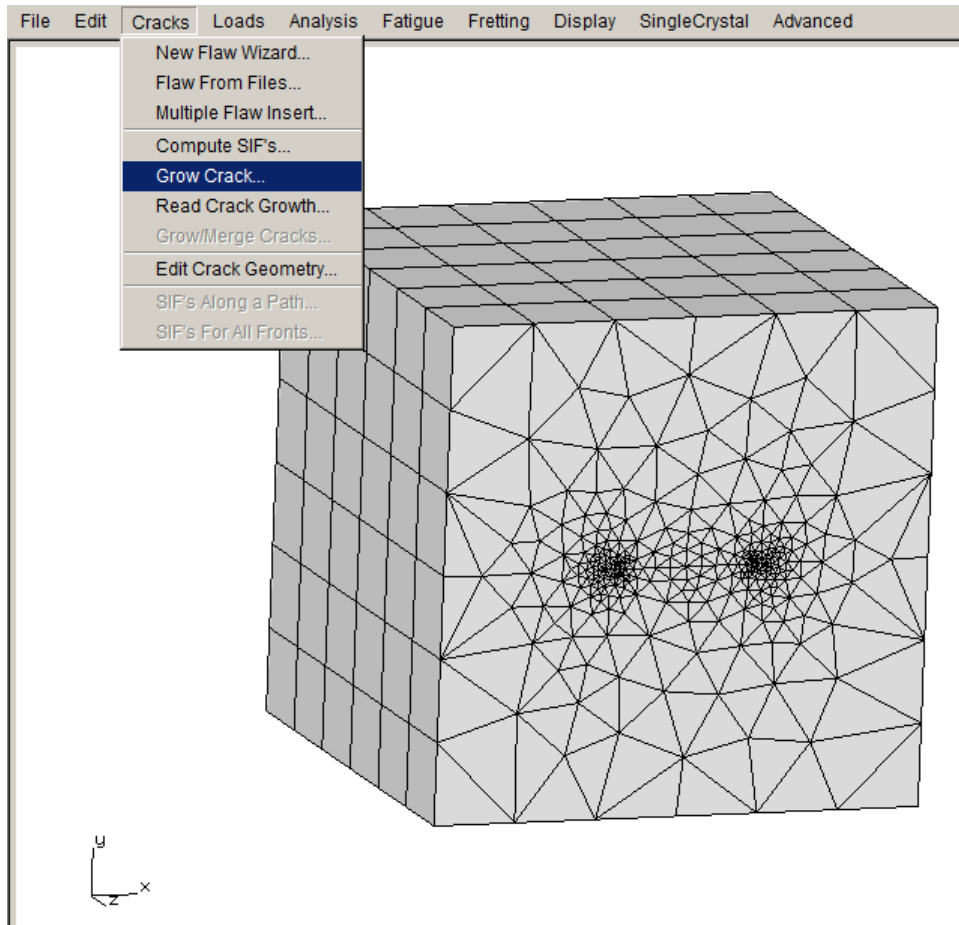 File Edit Cracks Loads Analysis Fatigue Fretting Display SingleCrystal Advanced
New Flaw Wizard...
Flaw From Files...
Multiple Flaw Insert...
Compute SIF's...
Grow Crack...
Read Crack Growth...
Grow/Merge Cracks...
Edit Crack Geometry...
SIF's Along a Path...
SIF's For All Fronts...
y
x
z